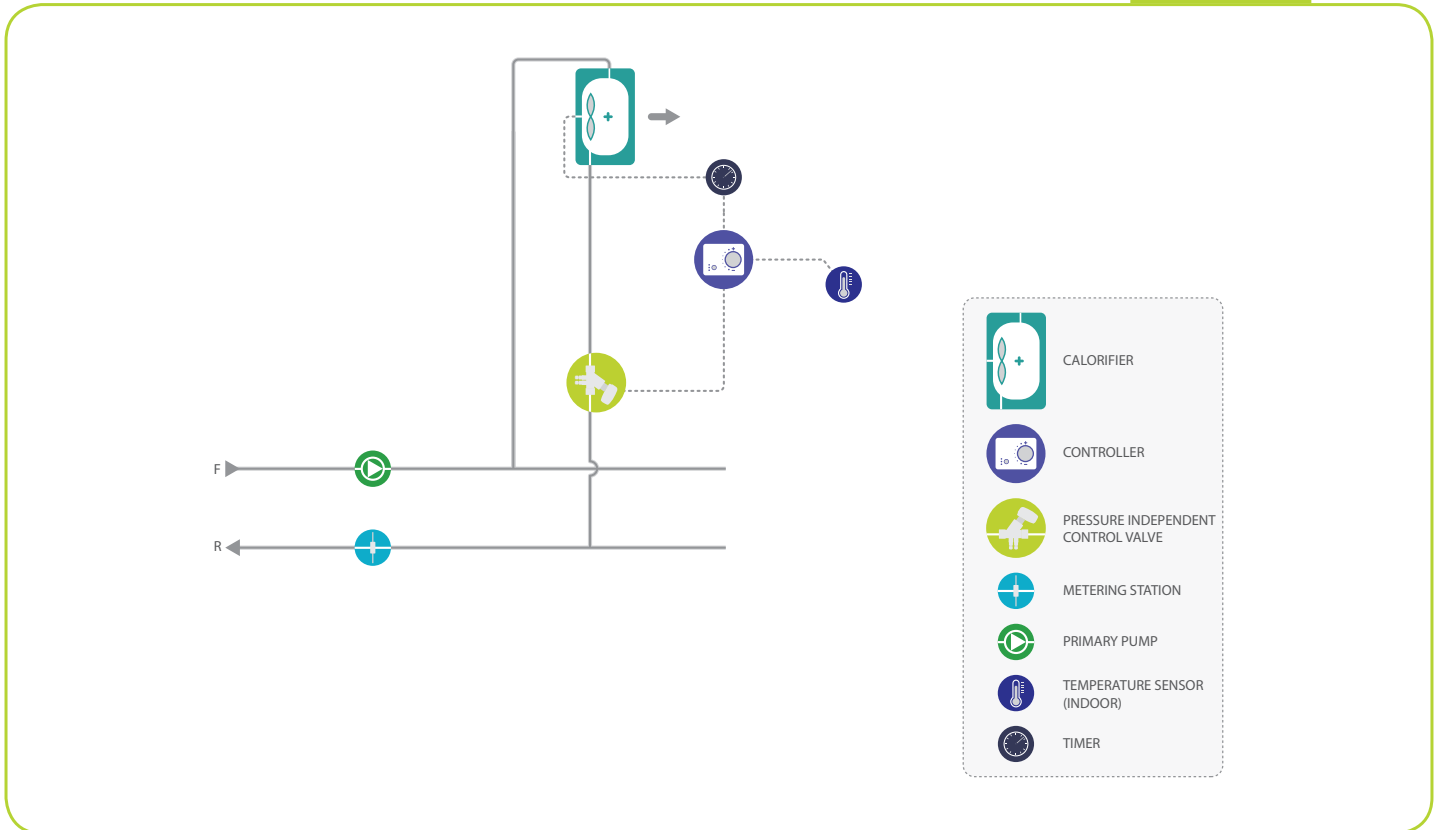 F
R
CALORIFIER
CONTROLLER
PRESSURE INDEPENDENT
CONTROL VALVE
METERING STATION
PRIMARY PUMP
TEMPERATURE SENSOR
(INDOOR)
TIMER